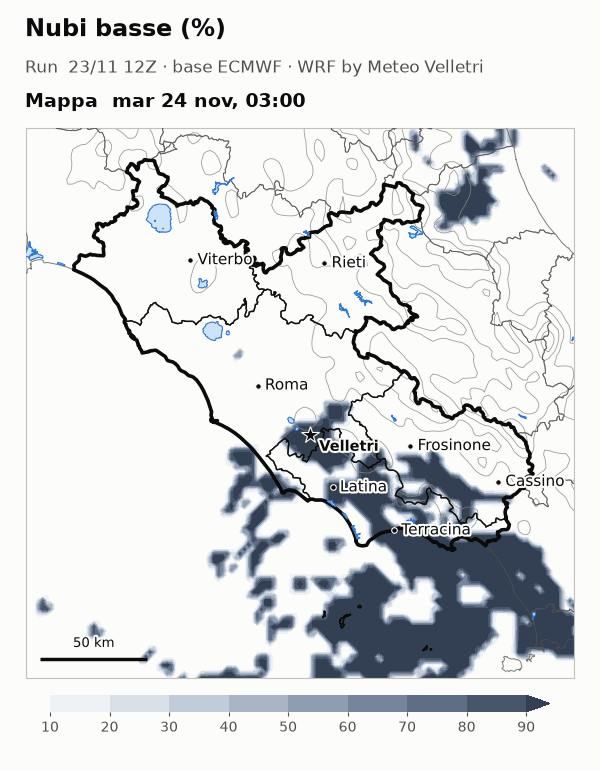 Nubi basse (%)
Run  23/11 12Z · base ECMWF · WRF by Meteo Velletri
Mappa  mar 24 nov, 03:00
Viterbo
Rieti
Roma
Velletri
Frosinone
Latina
Cassino
Terracina
50 km
10 20 30 40 50 60 70 80 90